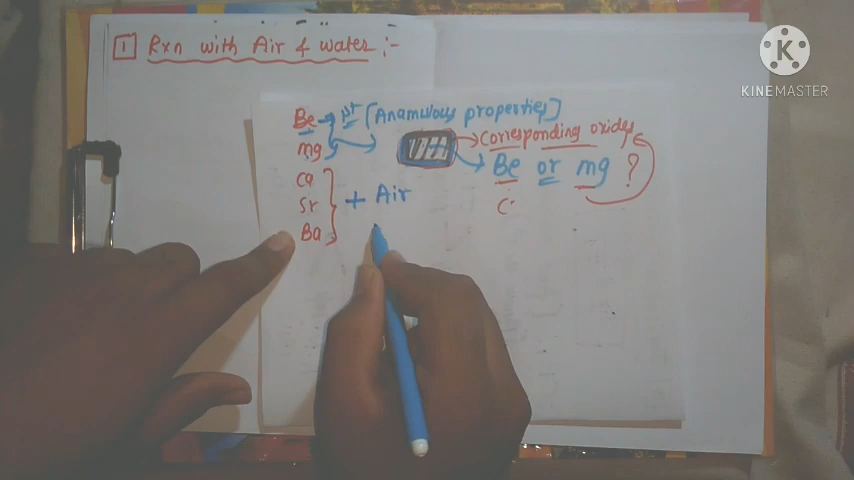 1 Rxn with Air & water :-
K
KINEMASTER
Be → 1st [Anamulous properties]
mg
Corresponding oxides
Be or mg ?
ca
Sr + Air
Ba